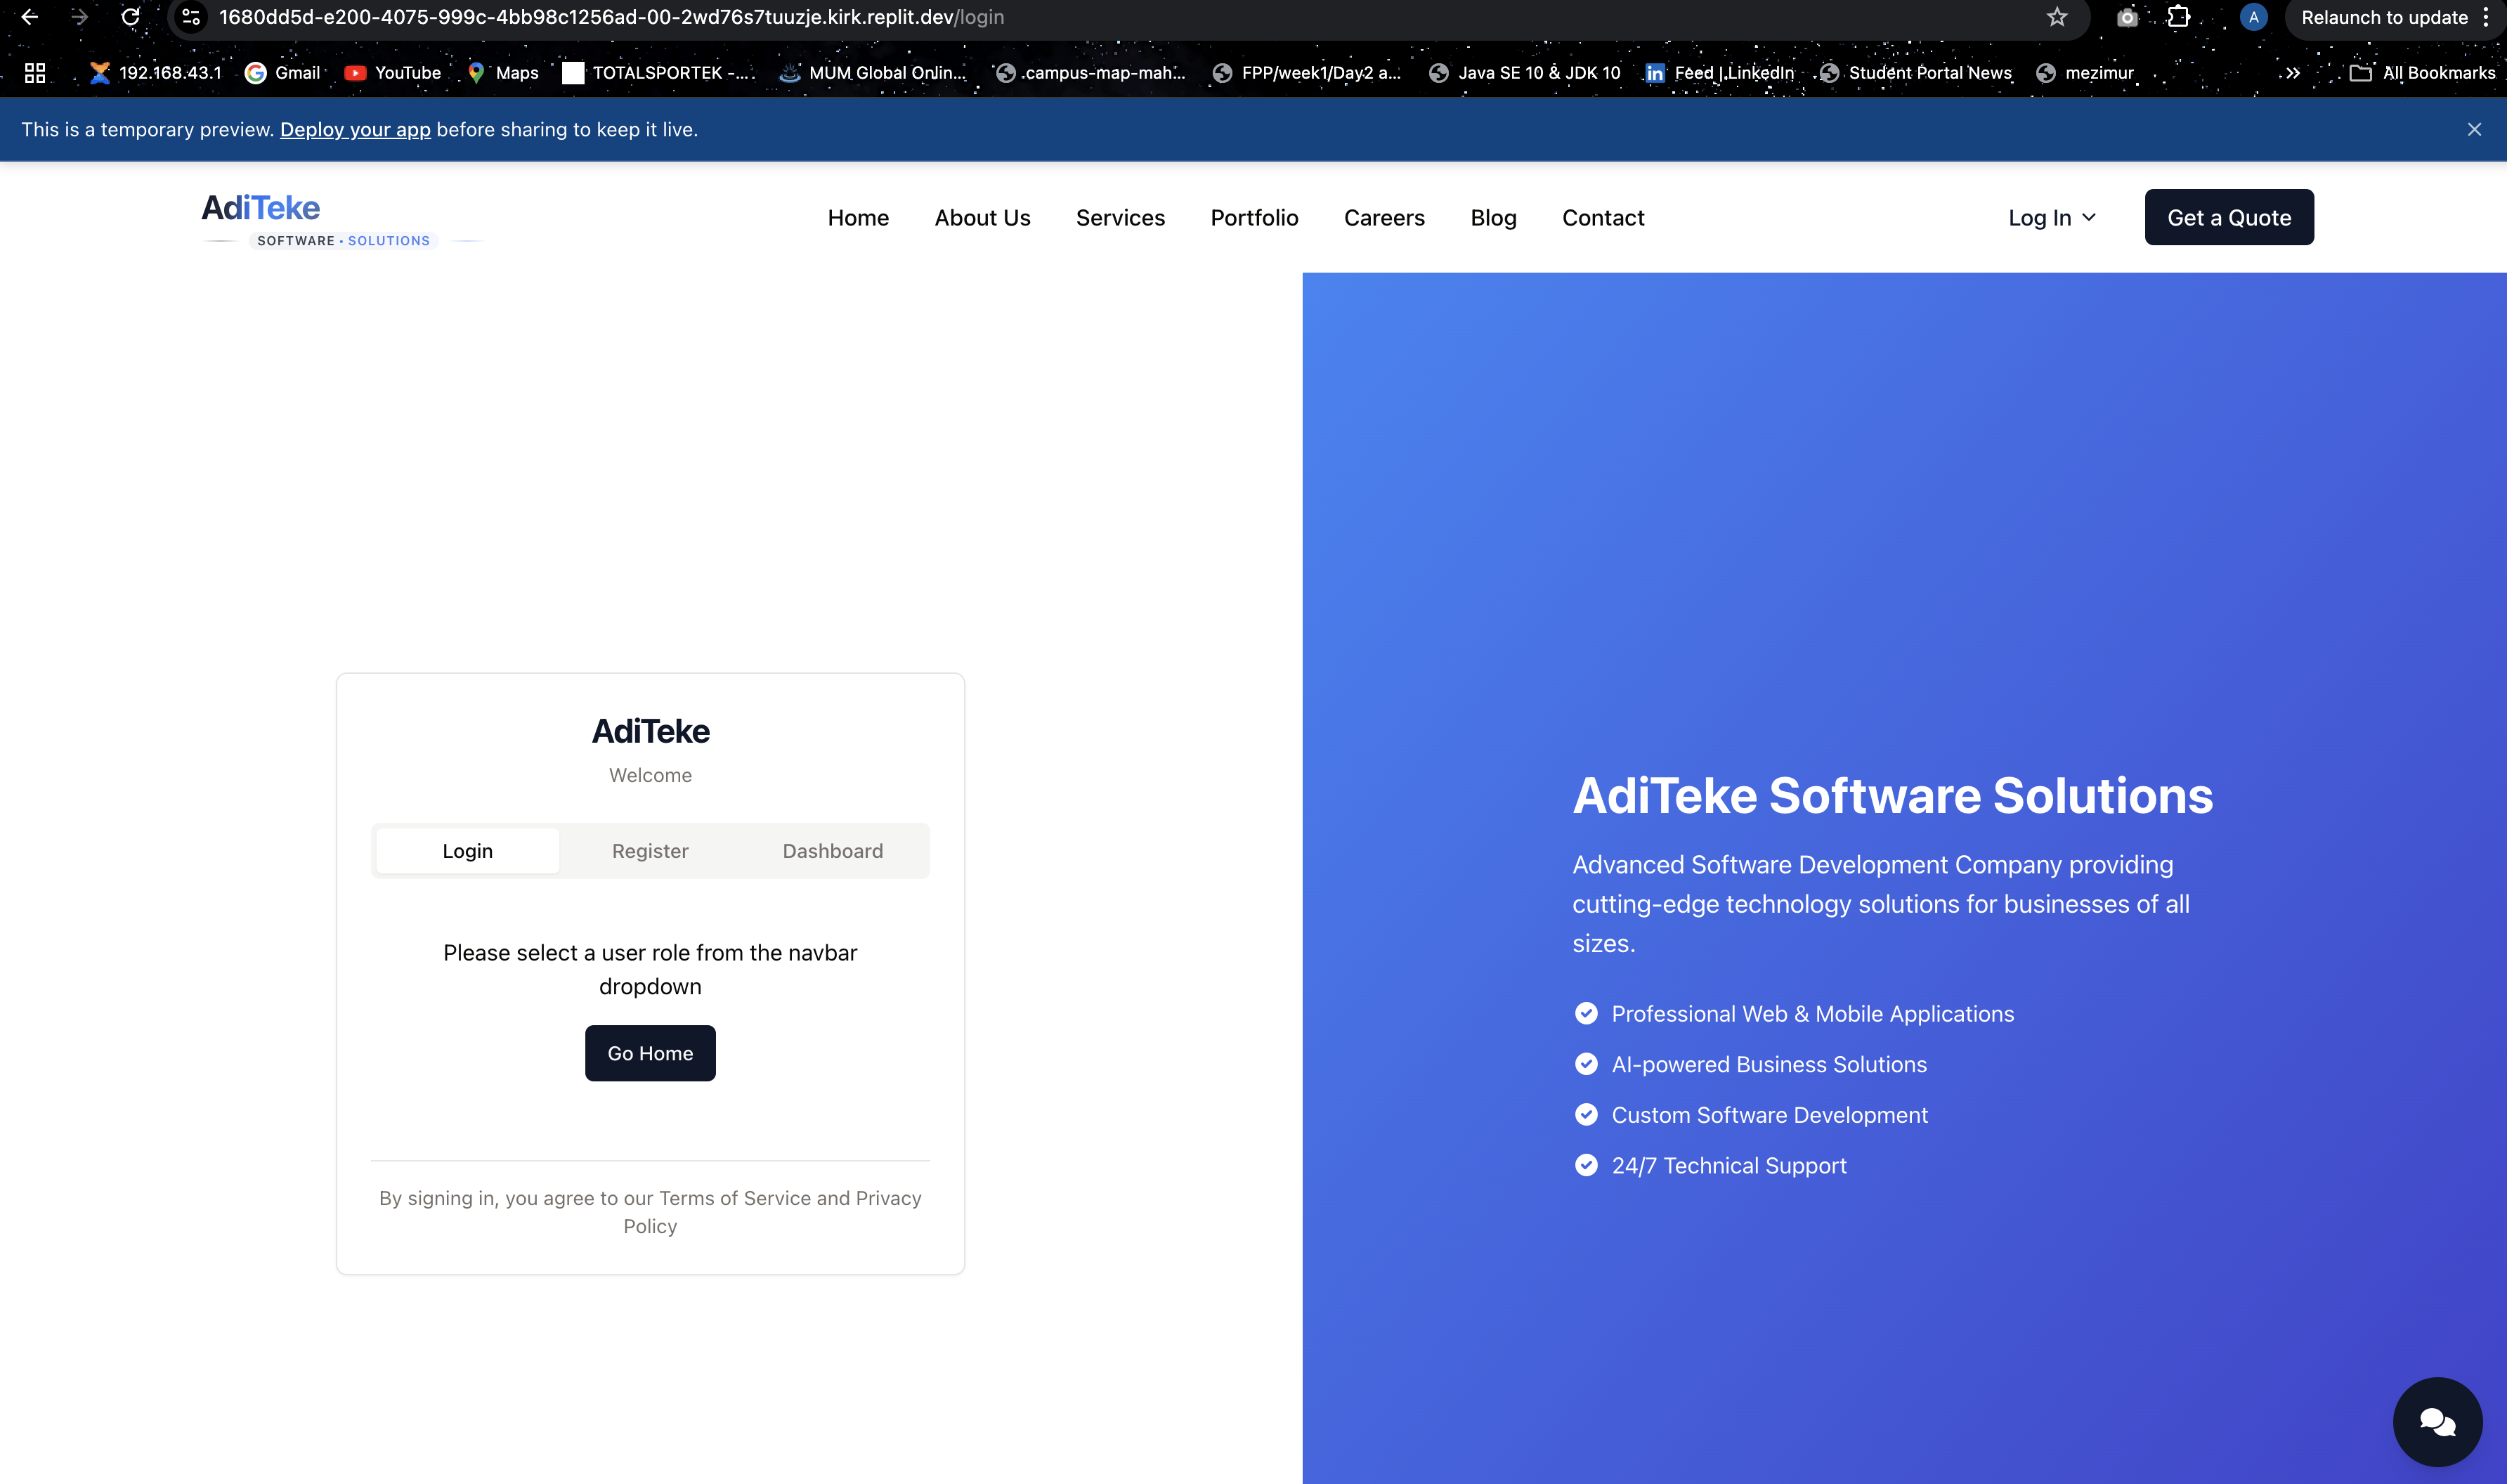 1680dd5d-e200-4075-999c-4bb98c1256ad-00-2wd76s7tuuzje.kirk.replit.dev/login
A
Relaunch to update
192.168.43.1
Gmail
YouTube
Maps
TOTALSPORTEK -...
MUM Global Onlin...
campus-map-mah...
FPP/week1/Day2 a...
Java SE 10 & JDK 10
Feed | LinkedIn
Student Portal News
mezimur
All Bookmarks
This is a temporary preview. Deploy your app before sharing to keep it live.
AdiTeke
SOFTWARE • SOLUTIONS
Home
About Us
Services
Portfolio
Careers
Blog
Contact
Log In
Get a Quote
AdiTeke
Welcome
Login
Register
Dashboard
Please select a user role from the navbar
dropdown
Go Home
By signing in, you agree to our Terms of Service and Privacy
Policy
AdiTeke Software Solutions
Advanced Software Development Company providing
cutting-edge technology solutions for businesses of all
sizes.
Professional Web & Mobile Applications
AI-powered Business Solutions
Custom Software Development
24/7 Technical Support